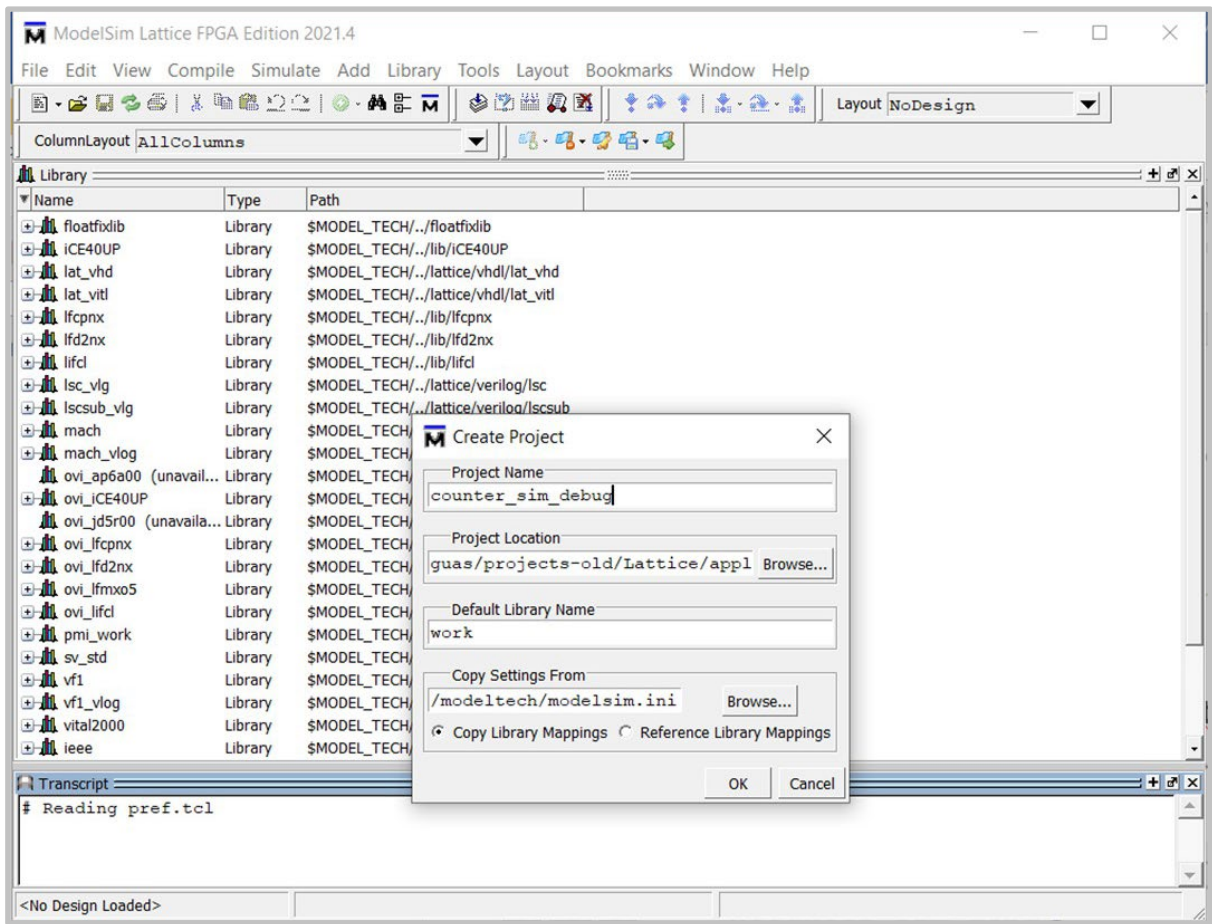 ModelSim Lattice FPGA Edition 2021.4
File Edit View Compile Simulate Add Library Tools Layout Bookmarks Window Help
Layout NoDesign
ColumnLayout AllColumns
Library
Name Type Path
floatfixlib Library $MODEL_TECH/../floatfixlib
iCE40UP Library $MODEL_TECH/../lib/iCE40UP
lat_vhd Library $MODEL_TECH/../lattice/vhdl/lat_vhd
lat_vitl Library $MODEL_TECH/../lattice/vhdl/lat_vitl
lfcpnx Library $MODEL_TECH/../lib/lfcpnx
lfd2nx Library $MODEL_TECH/../lib/lfd2nx
lifcl Library $MODEL_TECH/../lib/lifcl
lsc_vlg Library $MODEL_TECH/../lattice/verilog/lsc
lscsub_vlg Library $MODEL_TECH/../lattice/verilog/lscsub
mach Library $MODEL_TECH/
mach_vlog Library $MODEL_TECH/
ovi_ap6a00 (unavail... Library $MODEL_TECH/
ovi_iCE40UP Library $MODEL_TECH/
ovi_jd5r00 (unavaila... Library $MODEL_TECH/
ovi_lfcpnx Library $MODEL_TECH/
ovi_lfd2nx Library $MODEL_TECH/
ovi_lfmxo5 Library $MODEL_TECH/
ovi_lifcl Library $MODEL_TECH/
pmi_work Library $MODEL_TECH/
sv_std Library $MODEL_TECH/
vf1 Library $MODEL_TECH/
vf1_vlog Library $MODEL_TECH/
vital2000 Library $MODEL_TECH/
ieee Library $MODEL_TECH/
Create Project
Project Name
counter_sim_debug
Project Location
guas/projects-old/Lattice/appl Browse...
Default Library Name
work
Copy Settings From
/modeltech/modelsim.ini Browse...
Copy Library Mappings Reference Library Mappings
OK Cancel
Transcript
# Reading pref.tcl
<No Design Loaded>